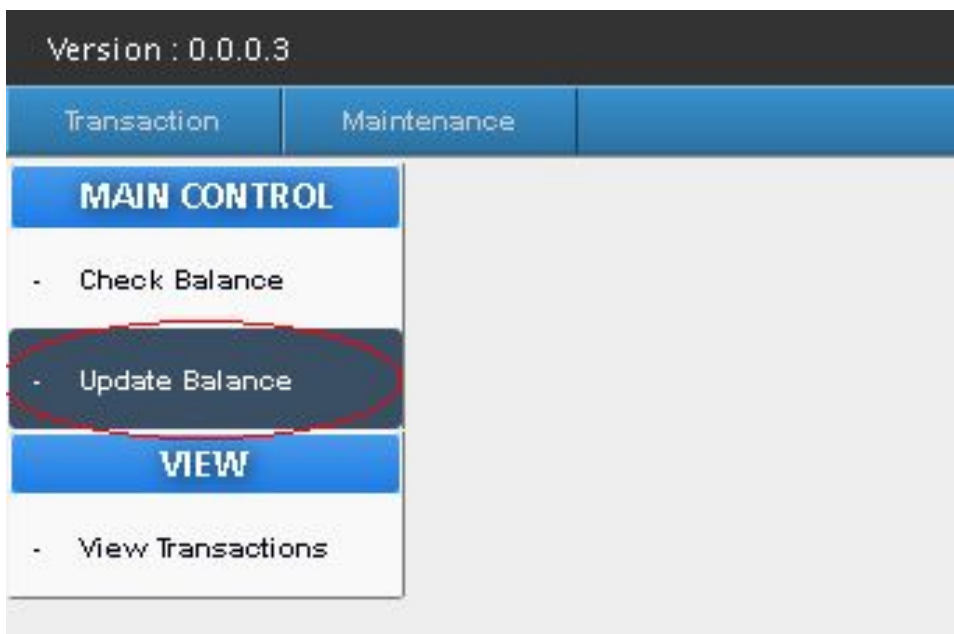 Version : 0.0.0.3
Transaction Maintenance
MAIN CONTROL
- Check Balance
- Update Balance
VIEW
- View Transactions